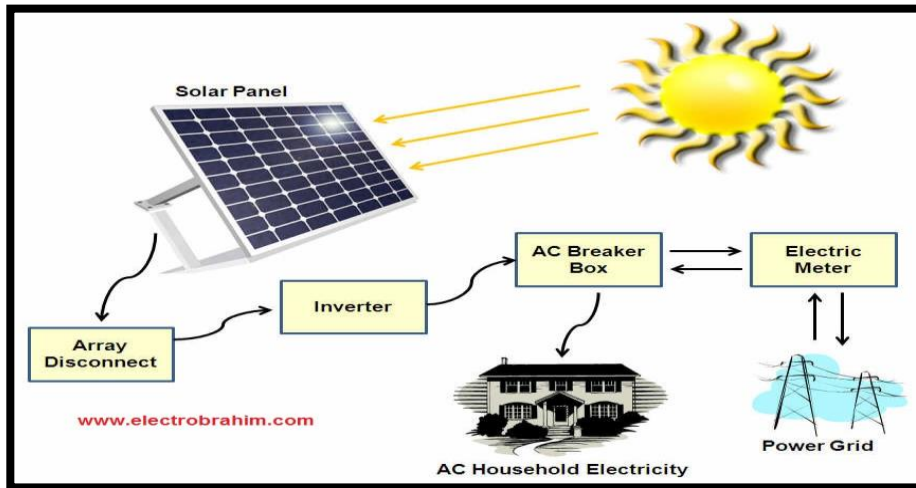 Solar Panel
AC Breaker
Box
Electric
Meter
Inverter
Array
Disconnect
www.electrobrahim.com
Power Grid
AC Household Electricity